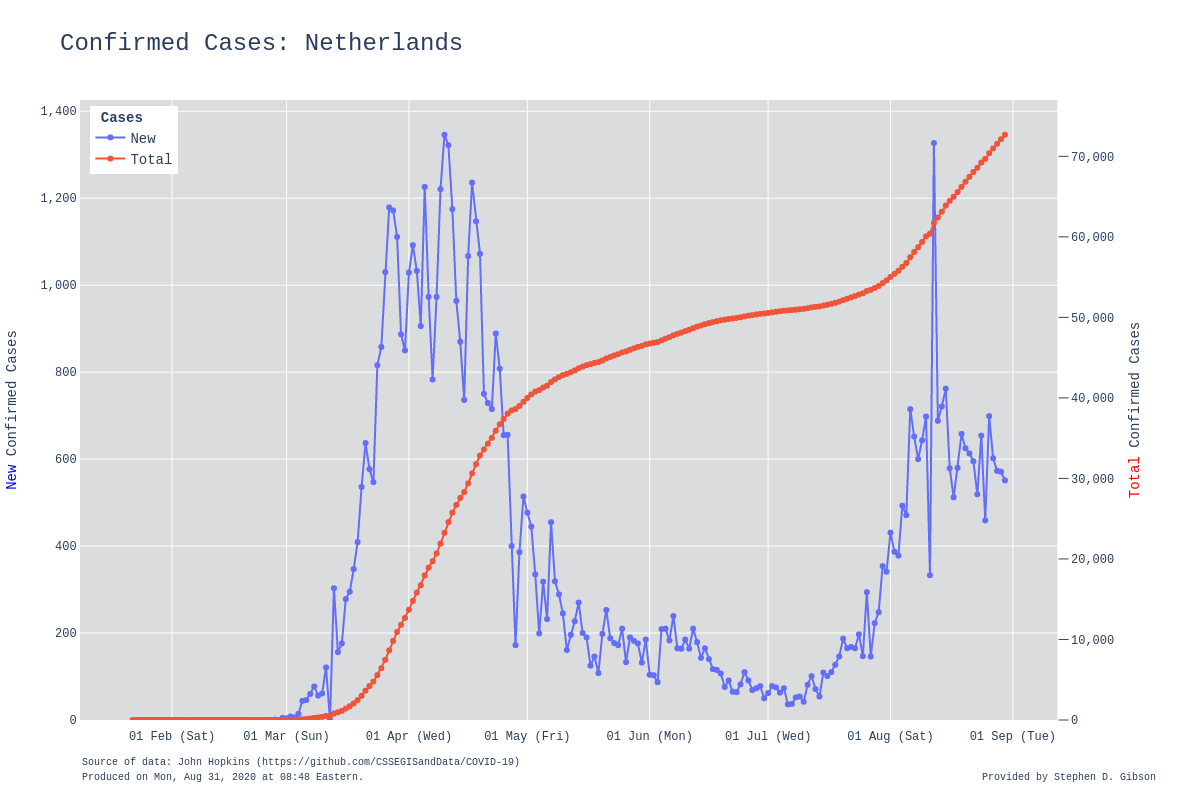 Confirmed Cases: Netherlands
Cases
New
Total
1,400
1,200
1,000
800
600
400
200
0
New Confirmed Cases
70,000
60,000
50,000
40,000
30,000
20,000
10,000
0
Total Confirmed Cases
01 Feb (Sat) 01 Mar (Sun) 01 Apr (Wed) 01 May (Fri) 01 Jun (Mon) 01 Jul (Wed) 01 Aug (Sat) 01 Sep (Tue)
Source of data: John Hopkins (https://github.com/CSSEGISandData/COVID-19)
Produced on Mon, Aug 31, 2020 at 08:48 Eastern.
Provided by Stephen D. Gibson